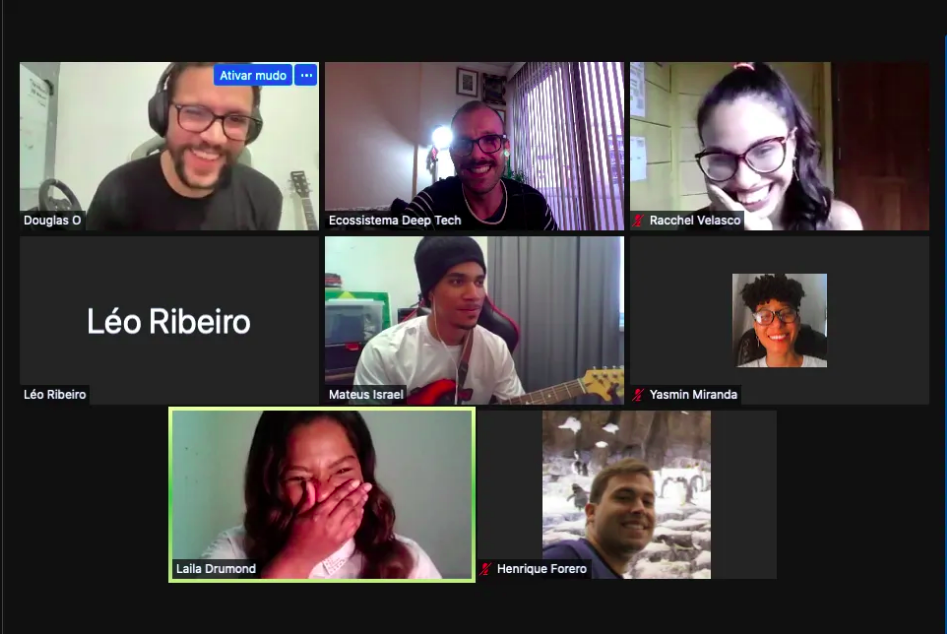 Ativar mudo
Douglas O
Ecossistema Deep Tech
Racchel Velasco
Léo Ribeiro
Léo Ribeiro
Mateus Israel
Yasmin Miranda
Laila Drumond
Henrique Forero